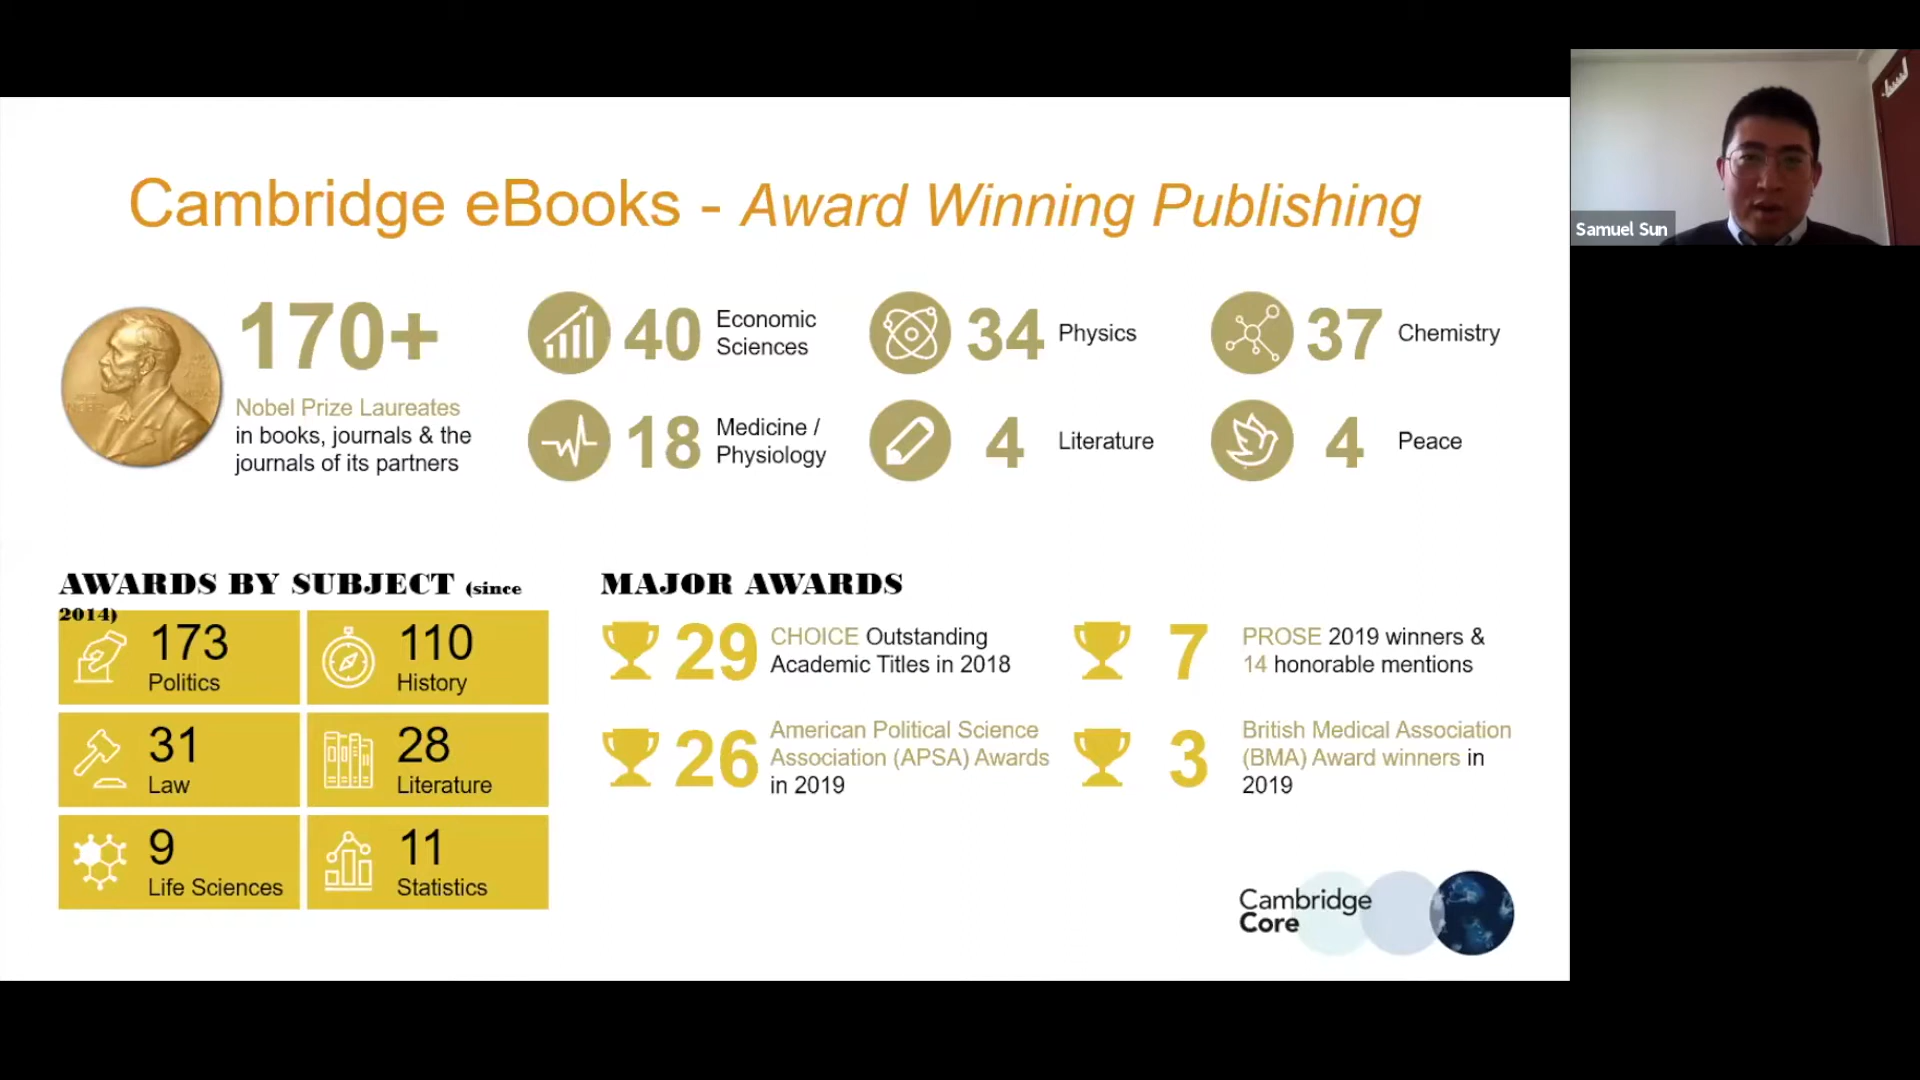 Cambridge eBooks - Award Winning Publishing
Samuel Sun
170+
Nobel Prize Laureates
in books, journals & the
journals of its partners
40
Economic
Sciences
34
Physics
37
Chemistry
18
Medicine /
Physiology
4
Literature
4
Peace
AWARDS BY SUBJECT (since
2014)
173
Politics
110
History
31
Law
28
Literature
9
Life Sciences
11
Statistics
MAJOR AWARDS
29
CHOICE Outstanding
Academic Titles in 2018
7
PROSE 2019 winners &
14 honorable mentions
26
American Political Science
Association (APSA) Awards
in 2019
3
British Medical Association
(BMA) Award winners in
2019
Cambridge
Core